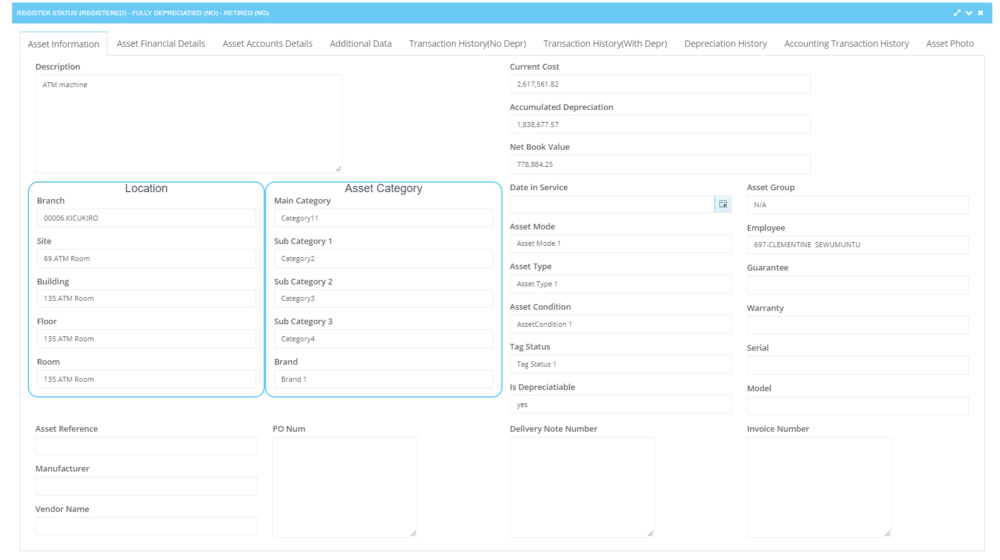 REGISTER STATUS (REGISTERED) - FULLY DEPRECIATIED (NO) - RETIRED (NO)
Asset Information
Asset Financial Details
Asset Accounts Details
Additional Data
Transaction History(No Depr)
Transaction History(With Depr)
Depreciation History
Accounting Transaction History
Asset Photo
Description
ATM machine
Current Cost
2,617,561.82
Accumulated Depreciation
1,838,677.57
Net Book Value
778,884.25
Location
Branch
00006.KICUKIRO
Site
69.ATM Room
Building
135.ATM Room
Floor
135.ATM Room
Room
135.ATM Room
Asset Category
Main Category
Category11
Sub Category 1
Category2
Sub Category 2
Category3
Sub Category 3
Category4
Brand
Brand 1
Date in Service
Asset Mode
Asset Mode 1
Asset Type
Asset Type 1
Asset Condition
AssetCondition 1
Tag Status
Tag Status 1
Is Depreciatiable
yes
Asset Group
N/A
Employee
697-CLEMENTINE  SEWUMUNTU
Guarantee
Warranty
Serial
Model
Asset Reference
Manufacturer
Vendor Name
PO Num
Delivery Note Number
Invoice Number